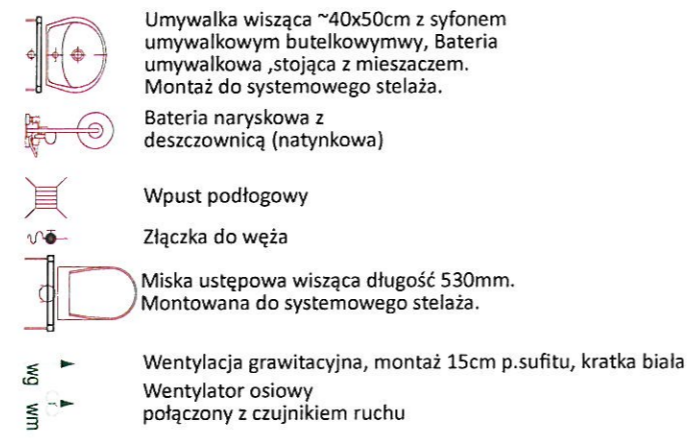 Umywalka wisząca ~40x50cm z syfonem
umywalkowym butelkowymwy, Bateria
umywalkowa ,stojąca z mieszaczem.
Montaż do systemowego stelaża.
Bateria naryskowa z
deszczownicą (natynkowa)
Wpust podłogowy
Złączka do węża
Miska ustępowa wisząca długość 530mm.
Montowana do systemowego stelaża.
wg Wentylacja grawitacyjna, montaż 15cm p.sufitu, kratka biała
wm Wentylator osiowy
połączony z czujnikiem ruchu